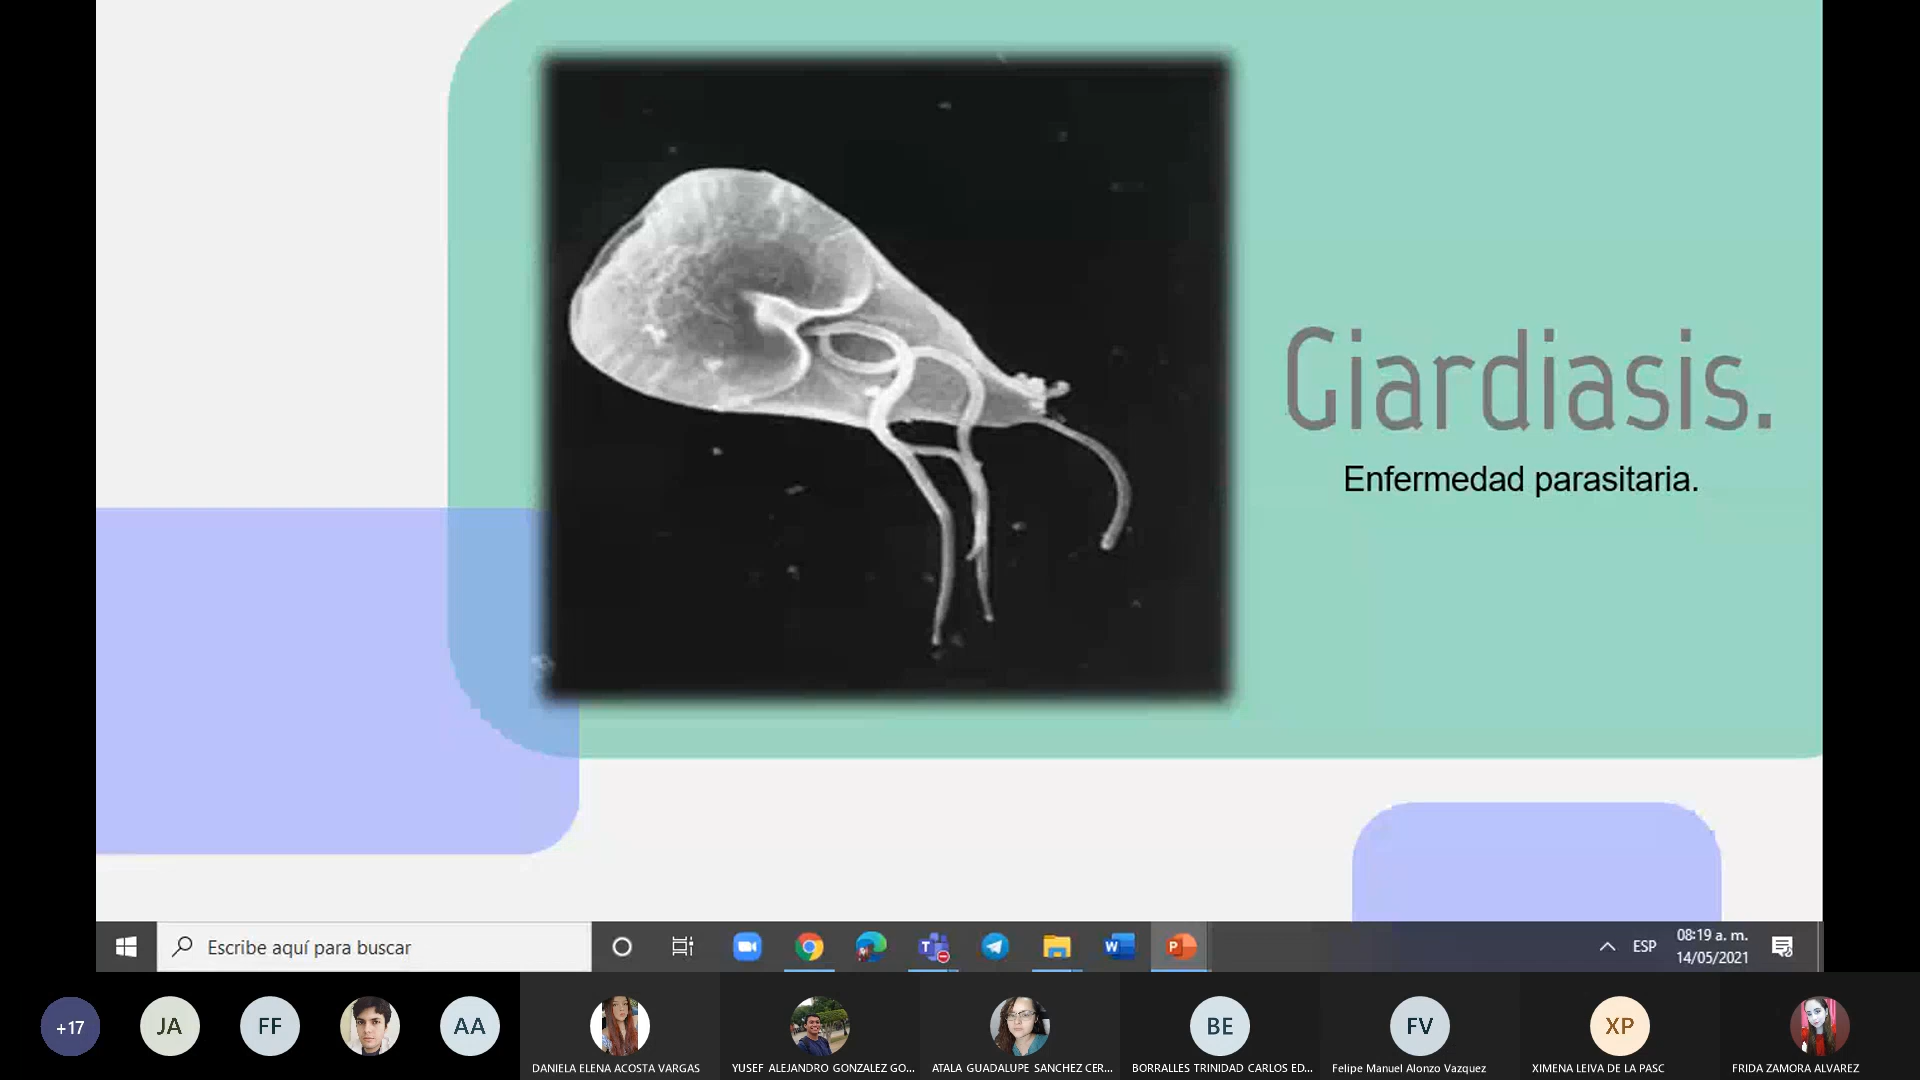 Giardiasis.
Enfermedad parasitaria.
Escribe aquí para buscar
ESP
08:19 a. m.
14/05/2021
+17
JA
FF
AA
BE
FV
XP
DANIELA ELENA ACOSTA VARGAS
YUSEF ALEJANDRO GONZALEZ GO...
ATALA GUADALUPE SANCHEZ CER...
BORRALLES TRINIDAD CARLOS ED...
Felipe Manuel Alonzo Vazquez
XIMENA LEIVA DE LA PASC
FRIDA ZAMORA ALVAREZ